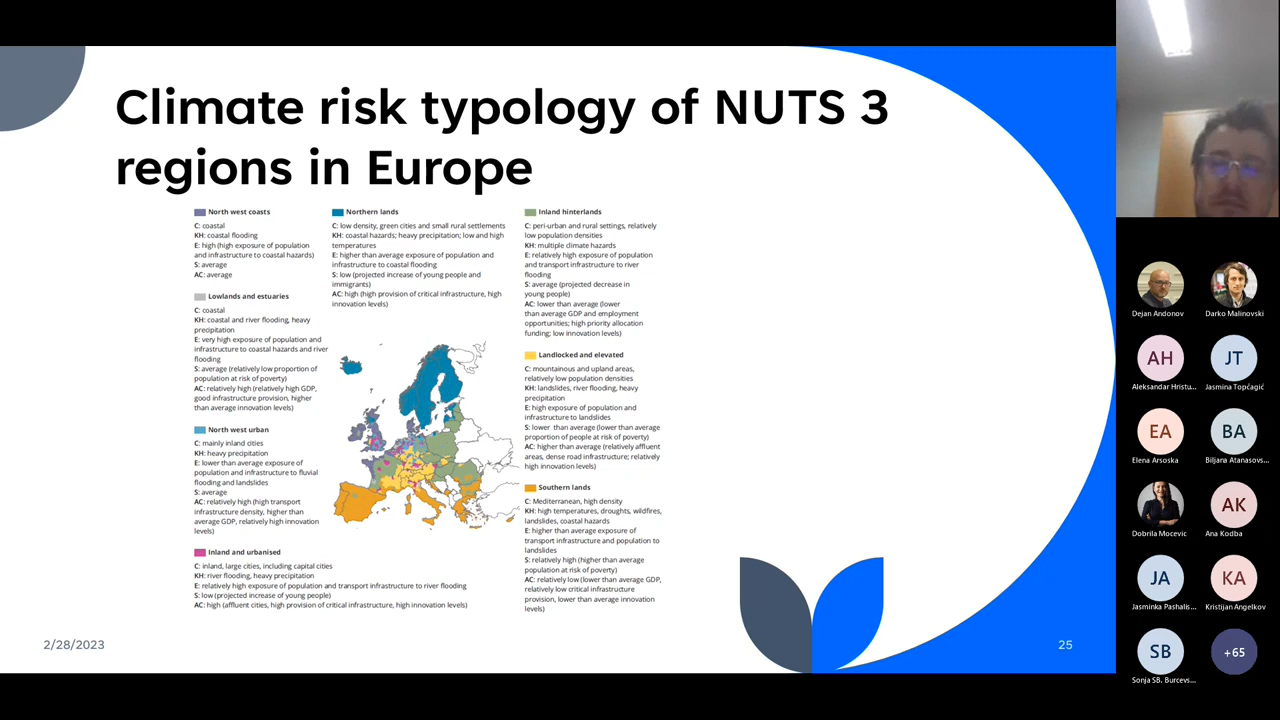 Climate risk typology of NUTS 3
regions in Europe
North west coasts
C: coastal
KH: coastal flooding
E: high (high exposure of population
and infrastructure to coastal hazards)
S: average
AC: average
Lowlands and estuaries
C: coastal
KH: coastal and river flooding, heavy
precipitation
E: very high exposure of population and
infrastructure to coastal hazards and river
flooding
S: average (relatively low proportion of
population at risk of poverty)
AC: relatively high (relatively high GDP,
good infrastructure provision, higher
than average innovation levels)
North west urban
C: mainly inland cities
KH: heavy precipitation
E: lower than average exposure of
population and infrastructure to fluvial
flooding and landslides
S: average
AC: relatively high (high transport
infrastructure density, higher than
average GDP, relatively high innovation
levels)
Inland and urbanised
C: inland, large cities, including capital cities
KH: river flooding, heavy precipitation
E: relatively high exposure of population and transport infrastructure to river flooding
S: low (projected increase of young people)
AC: high (affluent cities, high provision of critical infrastructure, high innovation levels)
Northern lands
C: low density, green cities and small rural settlements
KH: coastal hazards; heavy precipitation; low and high
temperatures
E: higher than average exposure of population and
infrastructure to coastal flooding
S: low (projected increase of young people and
immigrants)
AC: high (high provision of critical infrastructure, high
innovation levels)
Inland hinterlands
C: peri-urban and rural settings, relatively
low population densities
KH: multiple climate hazards
E: relatively high exposure of population
and transport infrastructure to river
flooding
S: average (projected decrease in
young people)
AC: lower than average (lower
than average GDP and employment
opportunities; high priority allocation
funding; low innovation levels)
Landlocked and elevated
C: mountainous and upland areas,
relatively low population densities
KH: landslides, river flooding, heavy
precipitation
E: high exposure of population and
infrastructure to landslides
S: lower than average (lower than average
proportion of people at risk of poverty)
AC: higher than average (relatively affluent
areas, dense road infrastructure; relatively
high innovation levels)
Southern lands
C: Mediterranean, high density
KH: high temperatures, droughts, wildfires,
landslides, coastal hazards
E: higher than average exposure of
transport infrastructure and population to
landslides
S: relatively high (higher than average
population at risk of poverty)
AC: relatively low (lower than average GDP,
relatively low critical infrastructure
provision, lower than average innovation
levels)
2/28/2023
25
Dejan Andonov
Darko Malinovski
AH
JT
Aleksandar Hristu...
Jasmina Topčagić
EA
BA
Elena Arsoska
Biljana Atanasovs...
AK
Dobrila Mocevic
Ana Kodba
JA
KA
Jasminka Pashalis...
Kristijan Angelkov
SB
+65
Sonja SB. Burcevs...